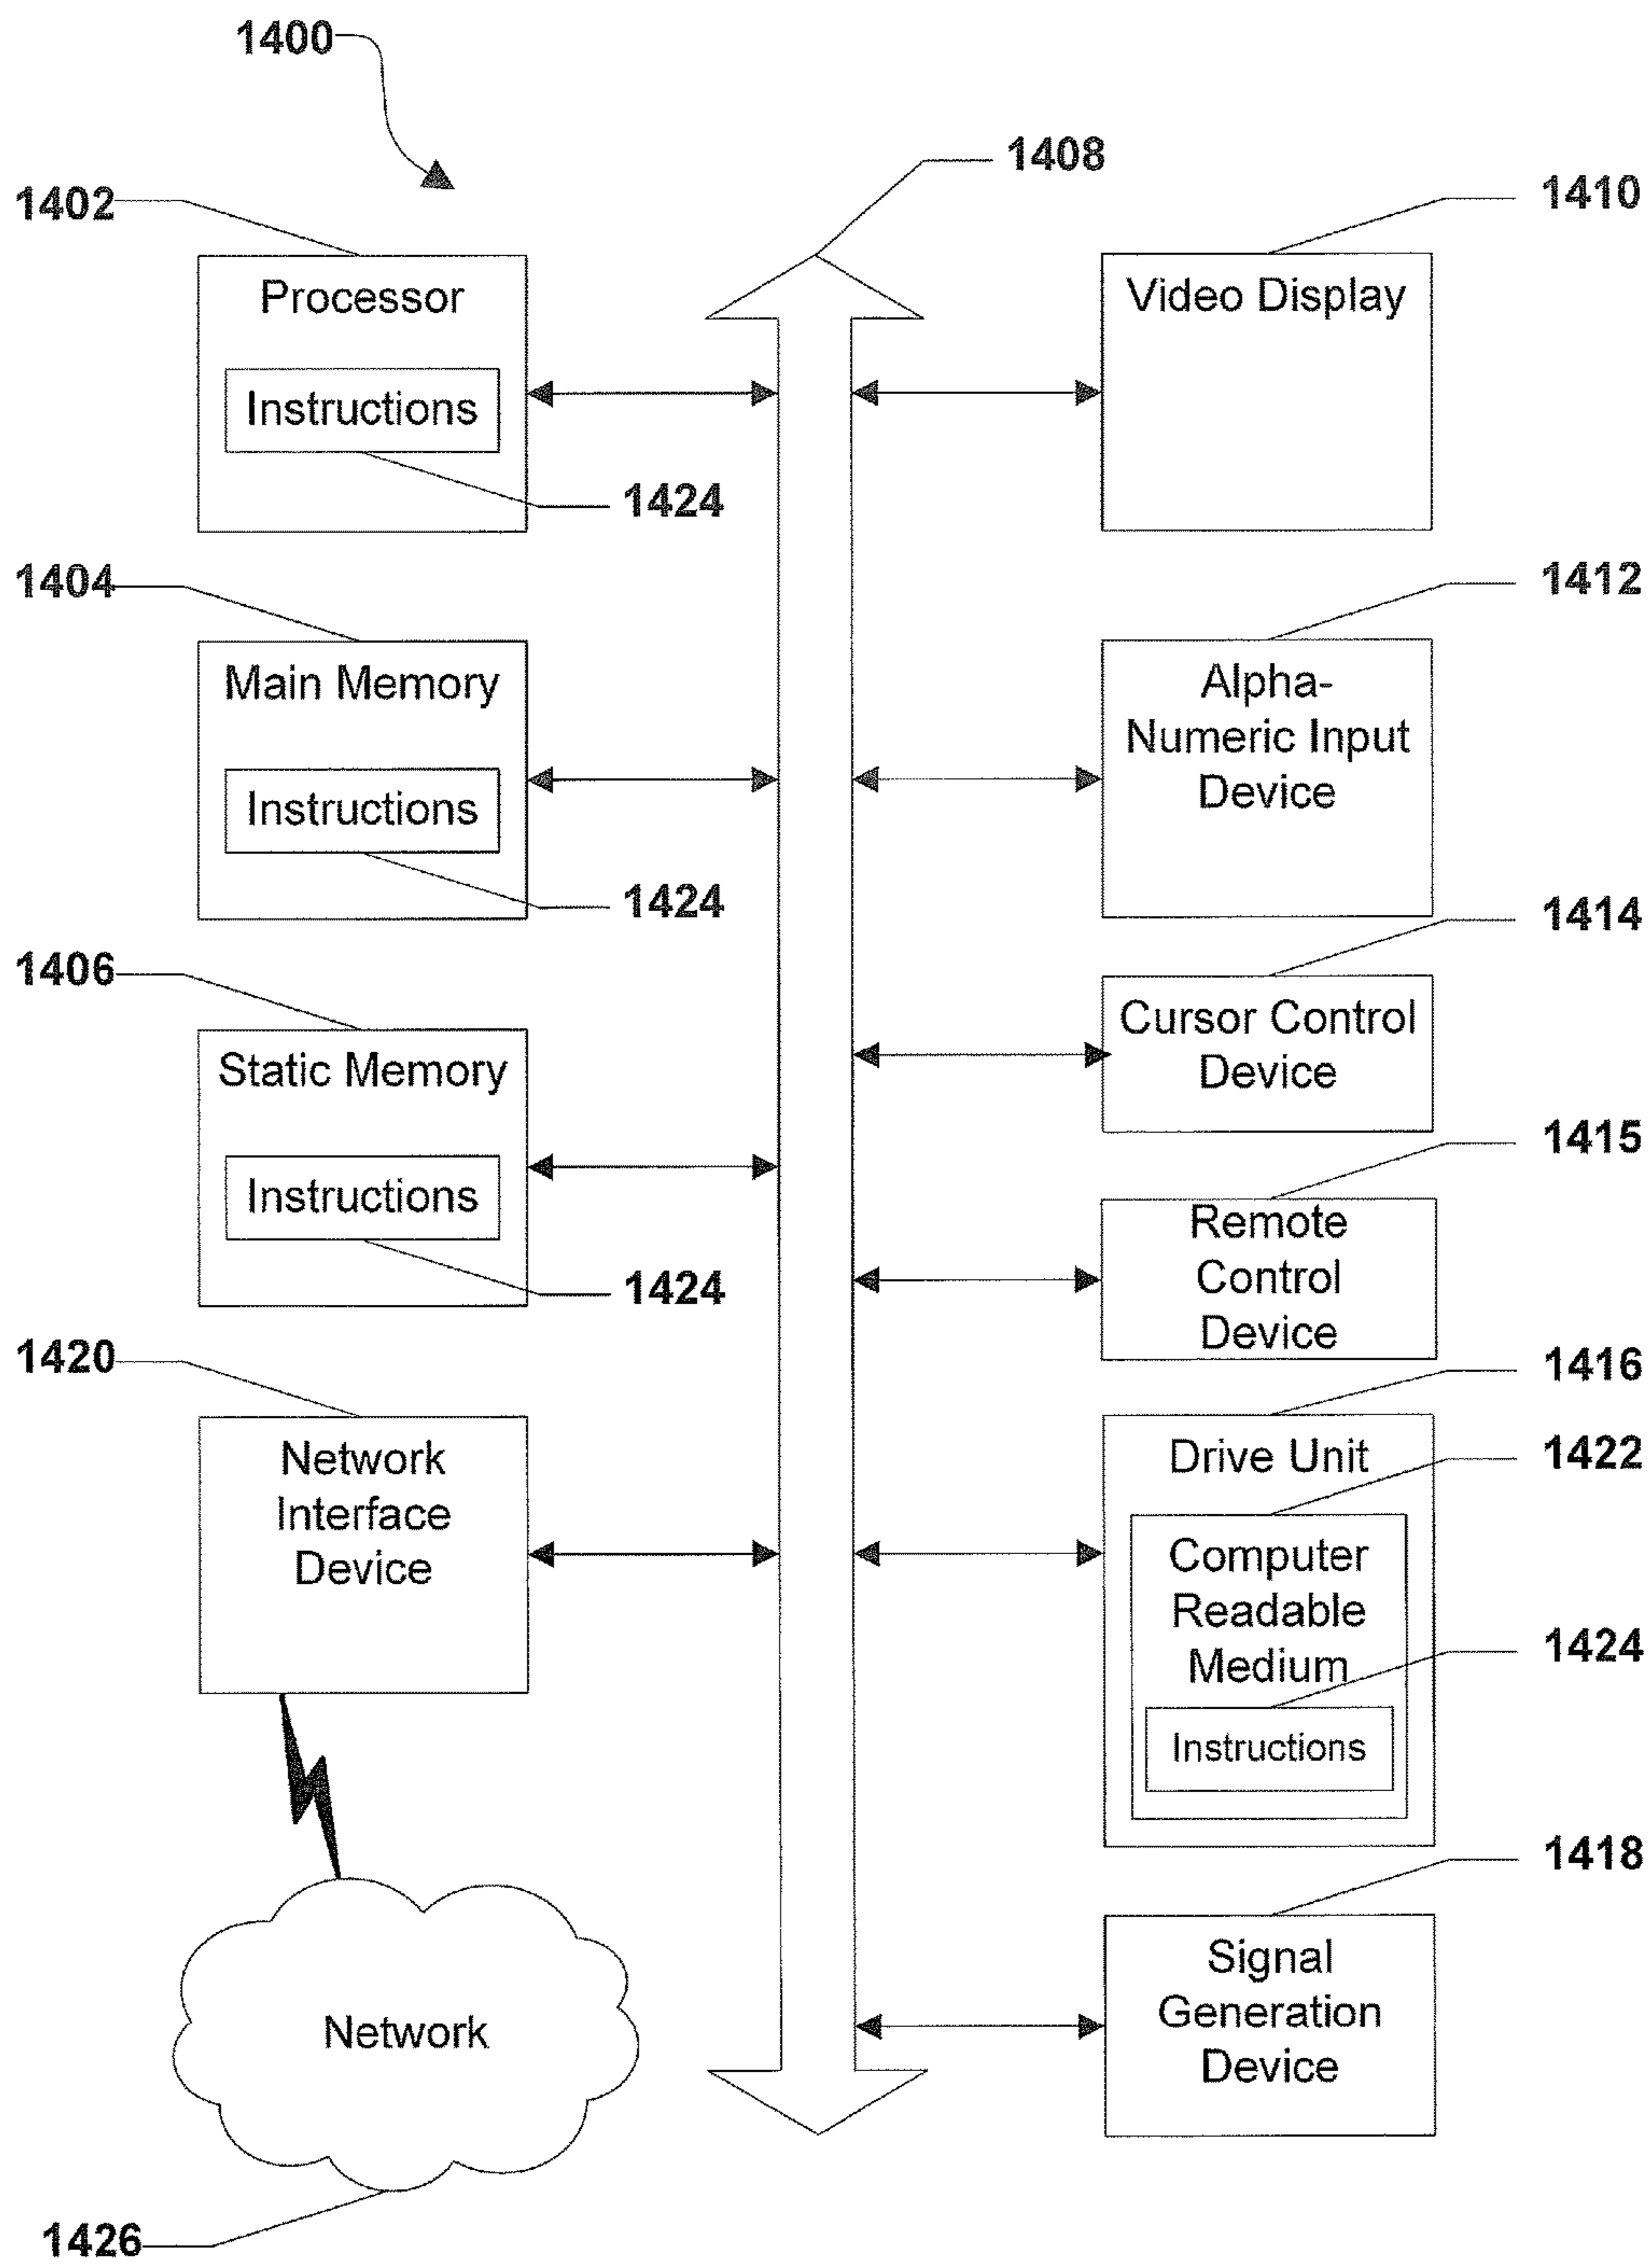 1400
1408
1402
1410
Processor
Instructions
1424
Video Display
1404
1412
Main Memory
Instructions
1424
Alpha-
Numeric Input
Device
1406
1414
Static Memory
Instructions
1424
Cursor Control
Device
1415
Remote
Control
Device
1420
1416
Network
Interface
Device
Drive Unit
1422
Computer
Readable
Medium
1424
Instructions
1418
Signal
Generation
Device
Network
1426